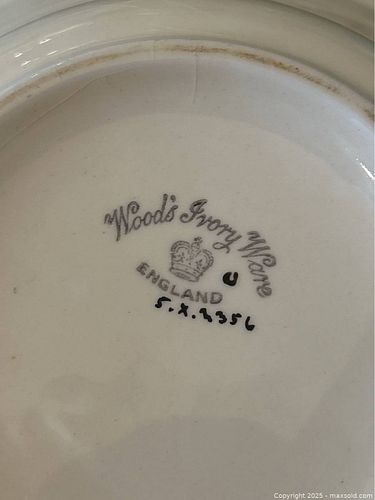 Wood's Ivory Ware
ENGLAND
5.X.2356
Copyright 2025 - maxsold.com